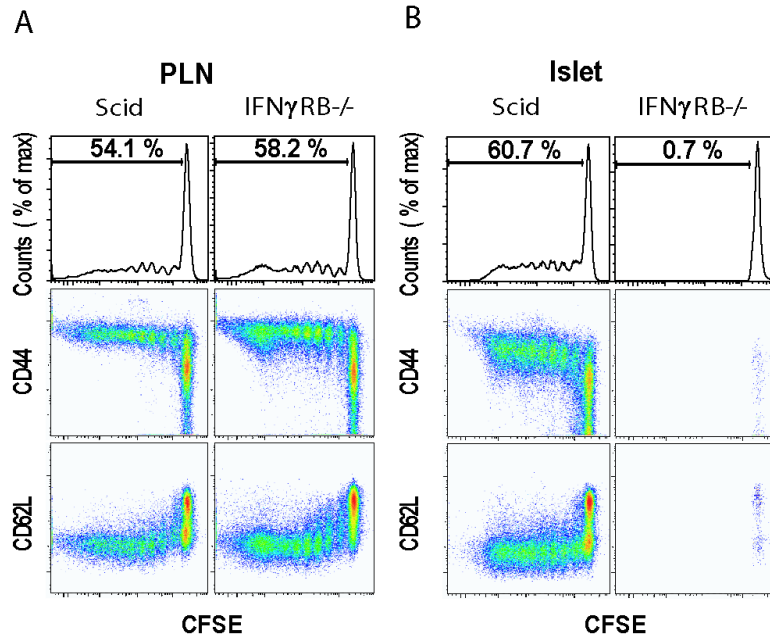 A
B
PLN
Islet
Scid
IFNγRB-/-
Scid
IFNγRB-/-
54.1 %
58.2 %
60.7 %
0.7 %
Counts ( % of max)
Counts ( % of max)
CD44
CD44
CD62L
CD62L
CFSE
CFSE